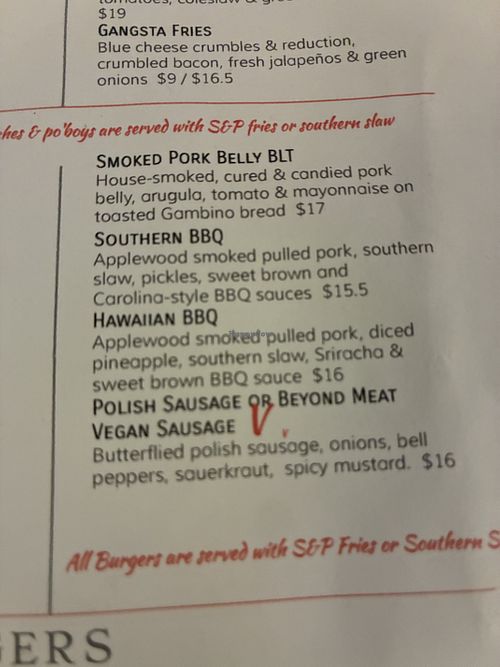 tomatoes, coleslaw &
$19
GANGSTA FRIES
Blue cheese crumbles & reduction,
crumbled bacon, fresh jalapeños & green
onions $9 / $16.5
hes & po'boys are served with S&P fries or southern slaw
SMOKED PORK BELLY BLT
House-smoked, cured & candied pork
belly, arugula, tomato & mayonnaise on
toasted Gambino bread $17
SOUTHERN BBQ
Applewood smoked pulled pork, southern
slaw, pickles, sweet brown and
Carolina-style BBQ sauces $15.5
HAWAIIAN BBQ
Applewood smoked pulled pork, diced
pineapple, southern slaw, Sriracha &
sweet brown BBQ sauce $16
POLISH SAUSAGE OR BEYOND MEAT
VEGAN SAUSAGE V
Butterflied polish sausage, onions, bell
peppers, sauerkraut, spicy mustard. $16
All Burgers are served with S&P Fries or Southern S
GERS